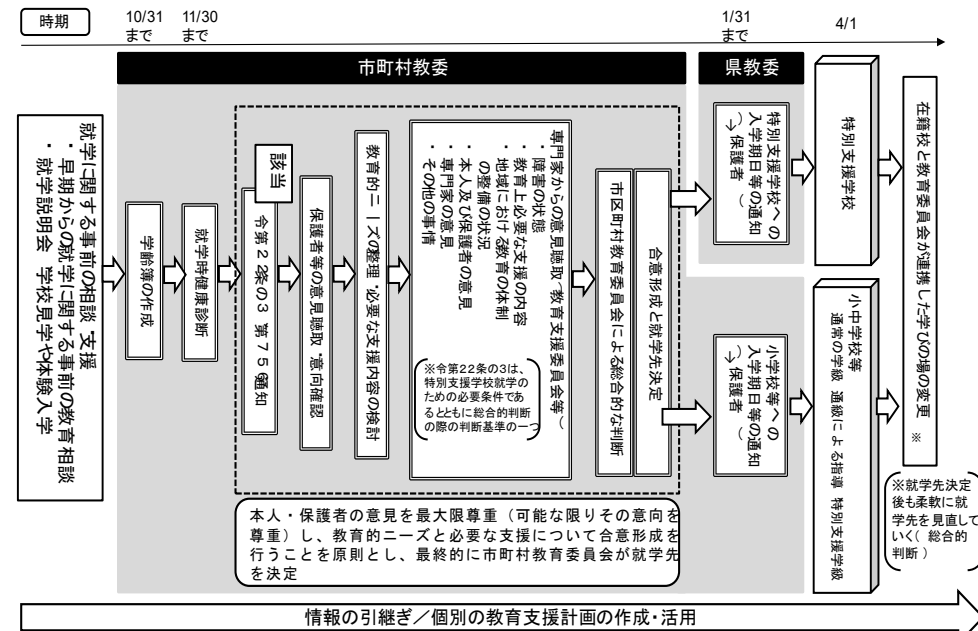 時期
10/31
まで
11/30
まで
1/31
まで
4/1
市町村教委
県教委
就学に関する事前の相談・支援
・早期からの就学に関する事前の教育相談
・就学説明会 学校見学や体験入学
学齢簿の作成
就学時健康診断
該当
令第22条の3 第756通知
保護者等の意見聴取・意向確認
教育的ニーズの整理・必要な支援内容の検討
専門家からの意見聴取（教育支援委員会等）
・障害の状態
・教育上必要な支援の内容
・地域における教育の体制
の整備の状況
・本人及び保護者の意見
・専門家の意見
・その他の事情
※令第22条の3は、
特別支援学校就学の
ための必要条件であ
るとともに総合的判断
の際の判断基準の一つ
市区町村教育委員会による総合的な判断
合意形成と就学先決定
特別支援学校への
入学期日等の通知
（→保護者）
小学校等への
入学期日等の通知
（→保護者）
特別支援学校
小中学校等
通常の学級 通級による指導 特別支援学級
在籍校と教育委員会が連携した学びの場の変更 ※
※就学先決定
後も柔軟に就
学先を見直して
いく（総合的
判断）
本人・保護者の意見を最大限尊重（可能な限りその意向を
尊重）し、教育的ニーズと必要な支援について合意形成を
行うことを原則とし、最終的に市町村教育委員会が就学先
を決定
情報の引継ぎ／個別の教育支援計画の作成・活用